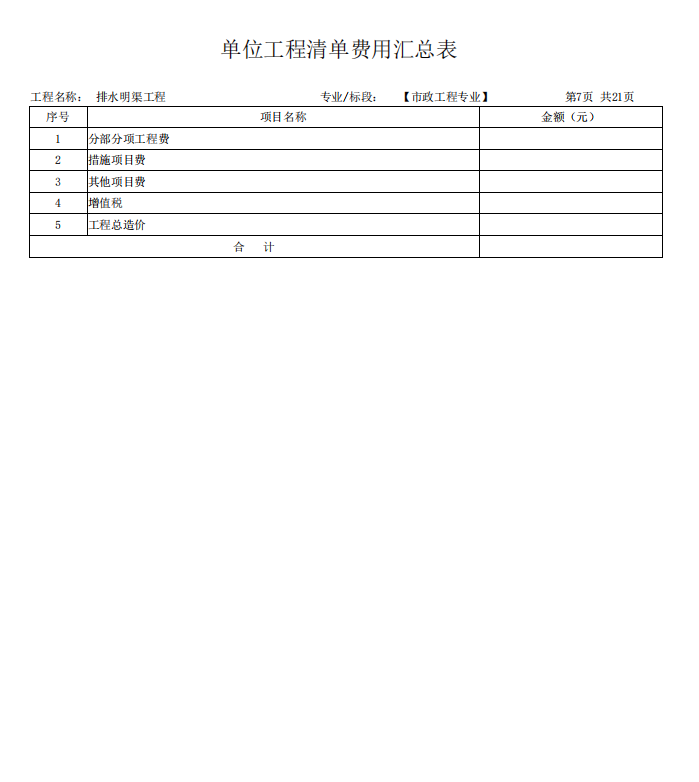 单位工程清单费用汇总表
工程名称： 排水明渠工程 专业/标段： 【市政工程专业】 第7页 共21页
序号 项目名称 金额（元）
1 分部分项工程费
2 措施项目费
3 其他项目费
4 增值税
5 工程总造价
合 计